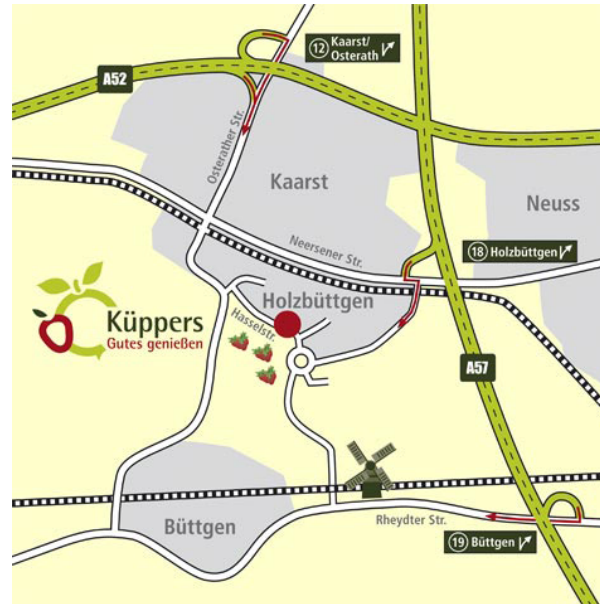 12 Kaarst/
Osterath
A52
Osterather Str.
Kaarst
Neuss
Neersener Str.
18 Holzbüttgen
Holzbüttgen
Küppers
Gutes genießen
Hasselstr.
A57
Büttgen
Rheydter Str.
19 Büttgen